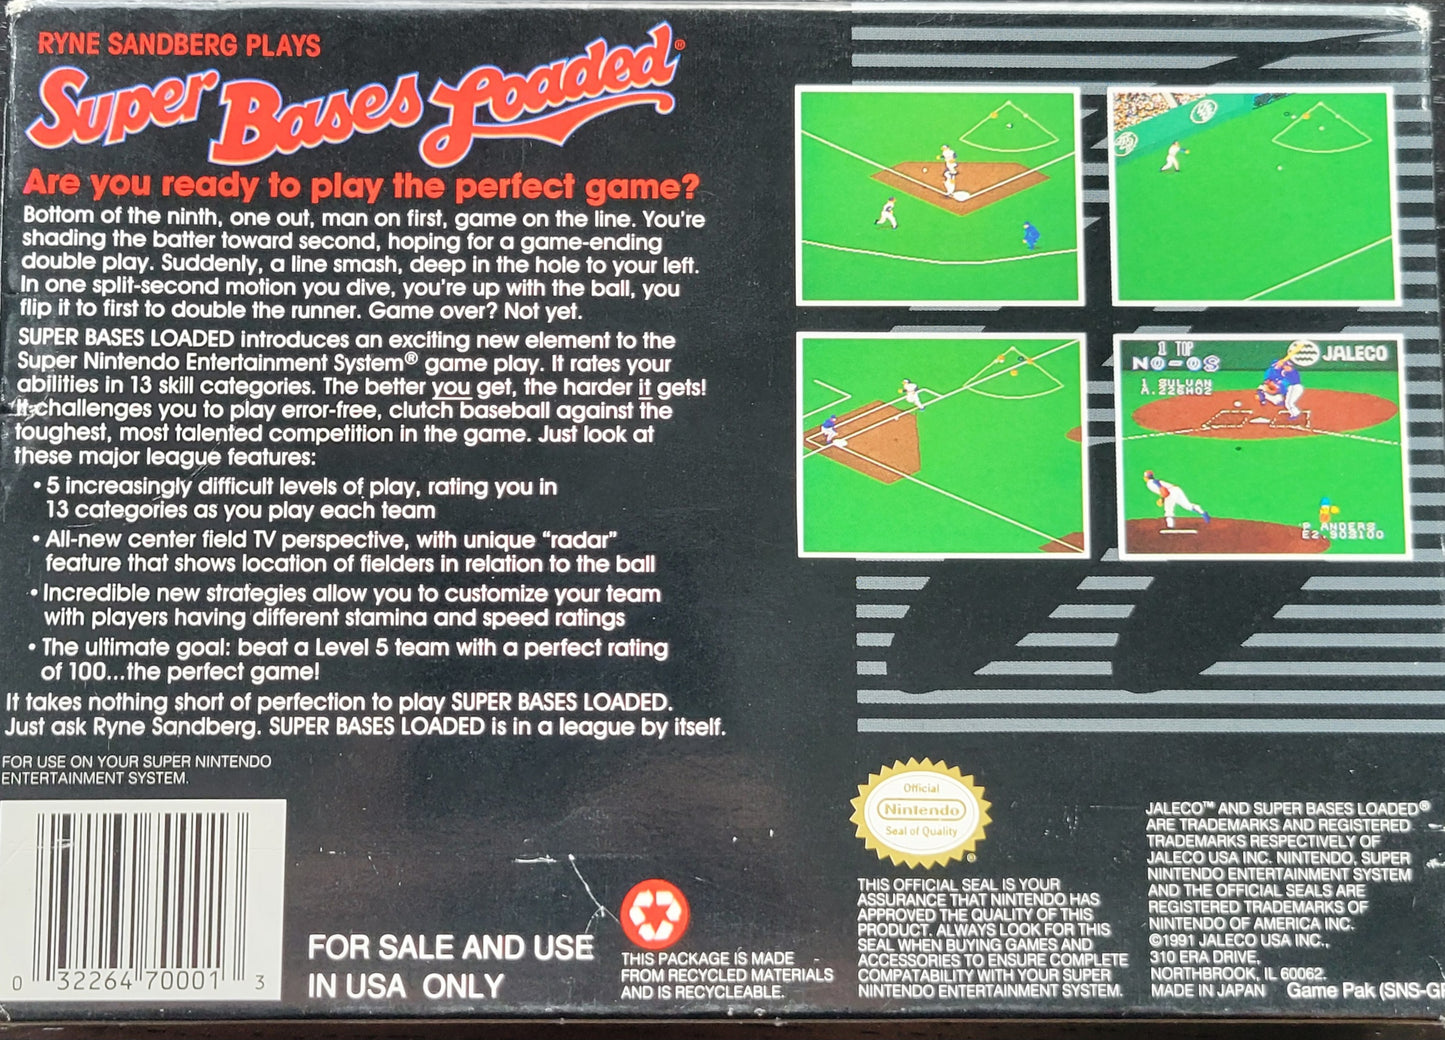 RYNE SANDBERG PLAYS
Super Bases Loaded®
Are you ready to play the perfect game?
Bottom of the ninth, one out, man on first, game on the line. You're
shading the batter toward second, hoping for a game-ending
double play. Suddenly, a line smash, deep in the hole to your left.
In one split-second motion you dive, you're up with the ball, you
flip it to first to double the runner. Game over? Not yet.
SUPER BASES LOADED introduces an exciting new element to the
Super Nintendo Entertainment System® game play. It rates your
abilities in 13 skill categories. The better you get, the harder it gets!
It challenges you to play error-free, clutch baseball against the
toughest, most talented competition in the game. Just look at
these major league features:
• 5 increasingly difficult levels of play, rating you in
13 categories as you play each team
• All-new center field TV perspective, with unique "radar"
feature that shows location of fielders in relation to the ball
• Incredible new strategies allow you to customize your team
with players having different stamina and speed ratings
• The ultimate goal: beat a Level 5 team with a perfect rating
of 100...the perfect game!
It takes nothing short of perfection to play SUPER BASES LOADED.
Just ask Ryne Sandberg. SUPER BASES LOADED is in a league by itself.
FOR USE ON YOUR SUPER NINTENDO
ENTERTAINMENT SYSTEM.
0 32264 70001 3
FOR SALE AND USE
IN USA ONLY
THIS PACKAGE IS MADE
FROM RECYCLED MATERIALS
AND IS RECYCLEABLE.
1 TOP
NO-OS
JALECO
1 SULVAN
A.226H02
P ANDERS
E2.90S100
Official
Nintendo
Seal of Quality
THIS OFFICIAL SEAL IS YOUR
ASSURANCE THAT NINTENDO HAS
APPROVED THE QUALITY OF THIS
PRODUCT. ALWAYS LOOK FOR THIS
SEAL WHEN BUYING GAMES AND
ACCESSORIES TO ENSURE COMPLETE
COMPATABILITY WITH YOUR SUPER
NINTENDO ENTERTAINMENT SYSTEM.
JALECO™ AND SUPER BASES LOADED®
ARE TRADEMARKS AND REGISTERED
TRADEMARKS RESPECTIVELY OF
JALECO USA INC. NINTENDO, SUPER
NINTENDO ENTERTAINMENT SYSTEM
AND THE OFFICIAL SEALS ARE
REGISTERED TRADEMARKS OF
NINTENDO OF AMERICA INC.
©1991 JALECO USA INC.,
310 ERA DRIVE,
NORTHBROOK, IL 60062.
MADE IN JAPAN Game Pak (SNS-GP